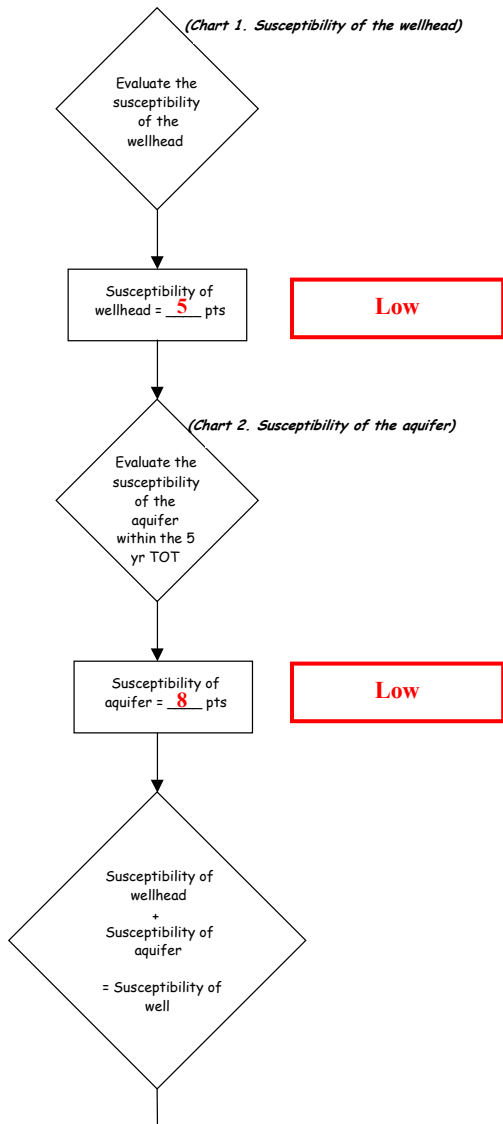 (Chart 1. Susceptibility of the wellhead)
Evaluate the
susceptibility
of the
wellhead
Susceptibility of
wellhead = __5__ pts
Low
(Chart 2. Susceptibility of the aquifer)
Evaluate the
susceptibility
of the
aquifer
within the 5
yr TOT
Susceptibility of
aquifer = __8__ pts
Low
Susceptibility of
wellhead
+
Susceptibility of
aquifer
= Susceptibility of
well